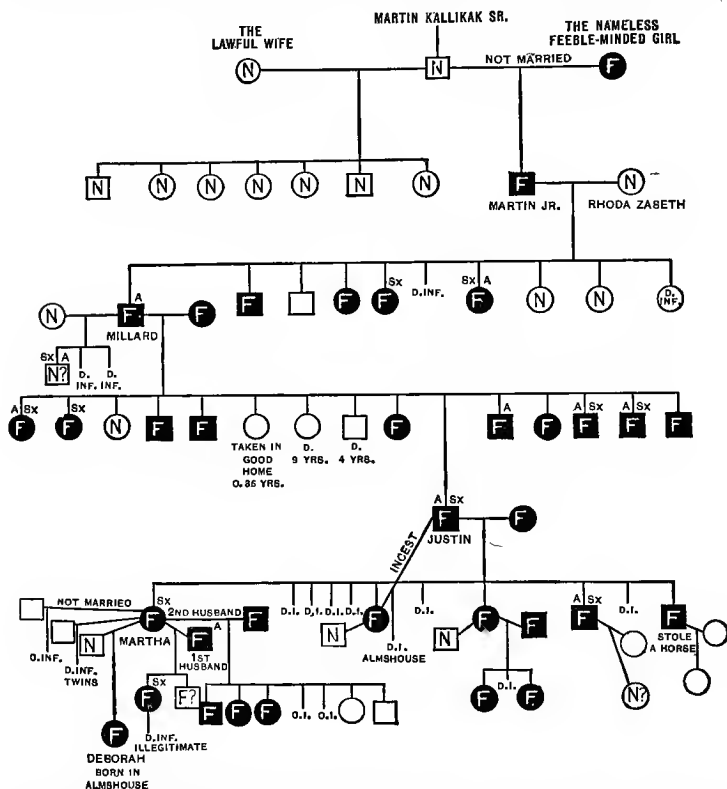 MARTIN KALLIKAK SR.
THE THE NAMELESS
LAWFUL WIFE FEEBLE-MINDED GIRL
NOT MARRIED
N N F
N N N N N N N F N
MARTIN JR. RHODA ZABETH
A Sx D.INF. Sx A
N F F F F F F N N D. INF.
MILLARD
Sx A
N? D. INF. D. INF.
A Sx Sx A A Sx A Sx
F F N F F F F F F F F
TAKEN IN D. D.
GOOD 9 YRS. 4 YRS.
HOME
O. 35 YRS.
A Sx
F F
JUSTIN
INCEST
NOT MARRIED Sx 2ND HUSBAND D.I. D.I. D.I. D.I. D.I. A Sx D.I.
F F F F F F F
A
MARTHA F N D.I. N STOLE
D.INF. D.INF. N 1ST ALMSHOUSE A HORSE
TWINS HUSBAND
Sx D.I.
F F? F F F D.I. D.I. F F N?
D.INF.
F ILLEGITIMATE
DEBORAH
BORN IN
ALMSHOUSE